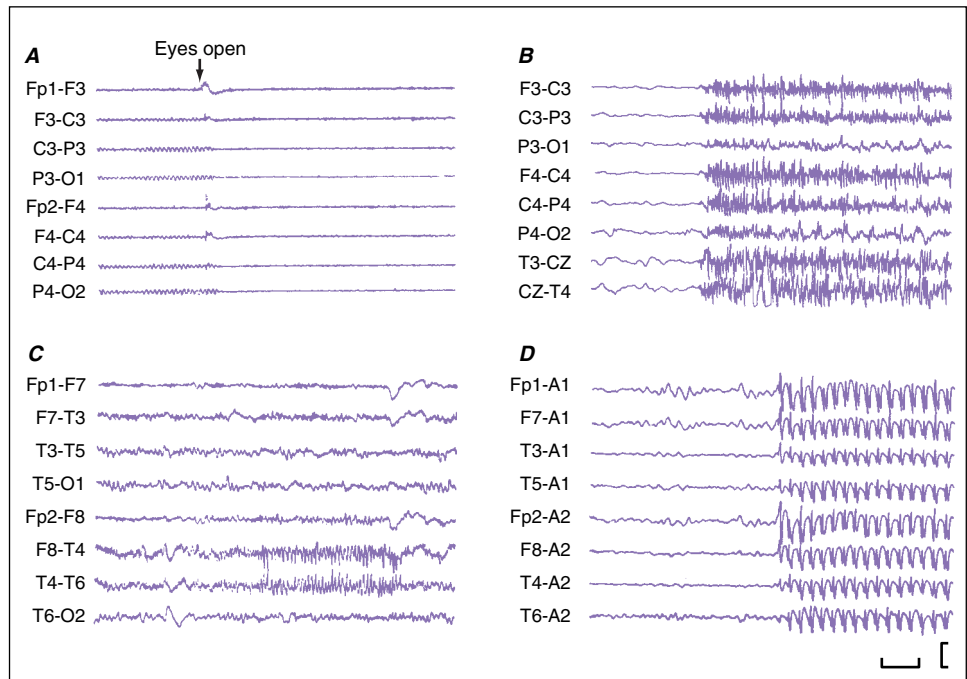 A
Eyes open
Fp1-F3
F3-C3
C3-P3
P3-O1
Fp2-F4
F4-C4
C4-P4
P4-O2
B
F3-C3
C3-P3
P3-O1
F4-C4
C4-P4
P4-O2
T3-CZ
CZ-T4
C
Fp1-F7
F7-T3
T3-T5
T5-O1
Fp2-F8
F8-T4
T4-T6
T6-O2
D
Fp1-A1
F7-A1
T3-A1
T5-A1
Fp2-A2
F8-A2
T4-A2
T6-A2